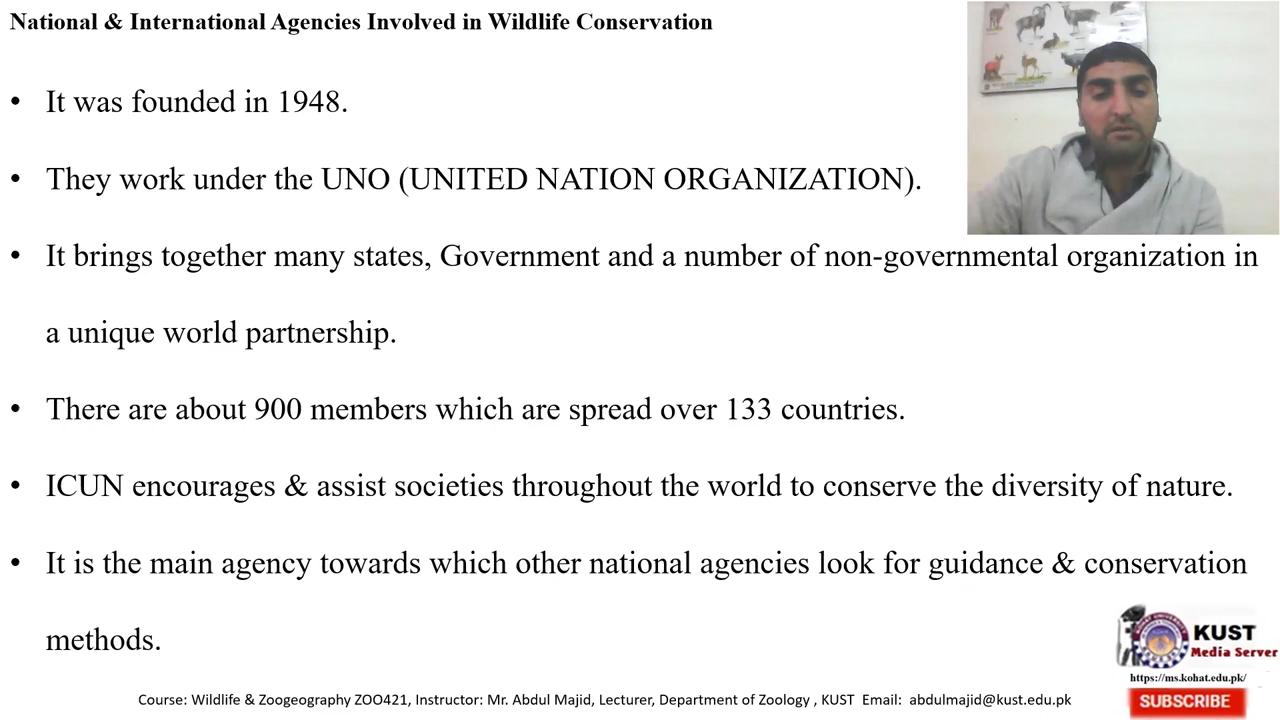 National & International Agencies Involved in Wildlife Conservation
• It was founded in 1948.
• They work under the UNO (UNITED NATION ORGANIZATION).
• It brings together many states, Government and a number of non-governmental organization in
a unique world partnership.
• There are about 900 members which are spread over 133 countries.
• ICUN encourages & assist societies throughout the world to conserve the diversity of nature.
• It is the main agency towards which other national agencies look for guidance & conservation
methods.
KUST
Media Server
https://ms.kohat.edu.pk/
SUBSCRIBE
Course: Wildlife & Zoogeography ZOO421, Instructor: Mr. Abdul Majid, Lecturer, Department of Zoology , KUST Email: abdulmajid@kust.edu.pk